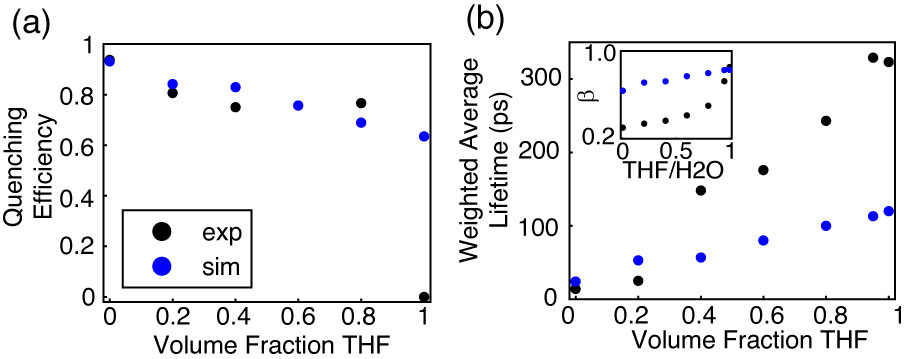 (a)
Quenching
Efficiency
1
0.8
0.6
0.4
0.2
0
exp
sim
0 0.2 0.4 0.6 0.8 1
Volume Fraction THF
(b)
Weighted Average
Lifetime (ps)
300
200
100
0
1.0
β
0.2
0 0.5 1
THF/H2O
0 0.2 0.4 0.6 0.8 1
Volume Fraction THF